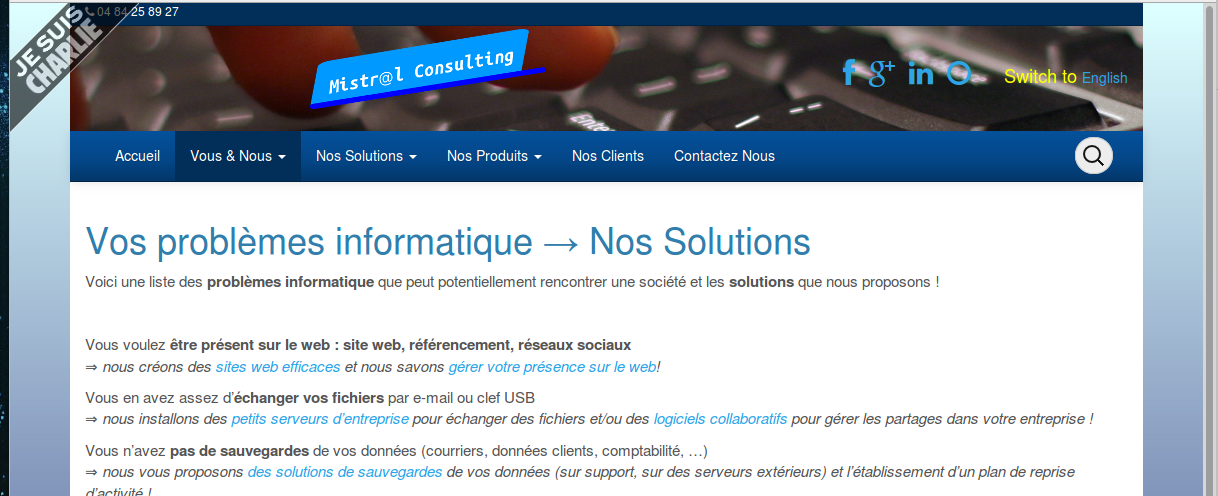 JE SUIS
CHARLIE
04 84 25 89 27
Mistr@l Consulting
Switch to English
Enter
Accueil
Vous & Nous
Nos Solutions
Nos Produits
Nos Clients
Contactez Nous
Vos problèmes informatique → Nos Solutions
Voici une liste des problèmes informatique que peut potentiellement rencontrer une société et les solutions que nous proposons !
Vous voulez être présent sur le web : site web, référencement, réseaux sociaux
⇒ nous créons des sites web efficaces et nous savons gérer votre présence sur le web!
Vous en avez assez d’échanger vos fichiers par e-mail ou clef USB
⇒ nous installons des petits serveurs d’entreprise pour échanger des fichiers et/ou des logiciels collaboratifs pour gérer les partages dans votre entreprise !
Vous n’avez pas de sauvegardes de vos données (courriers, données clients, comptabilité, …)
⇒ nous vous proposons des solutions de sauvegardes de vos données (sur support, sur des serveurs extérieurs) et l’établissement d’un plan de reprise
d’activité !